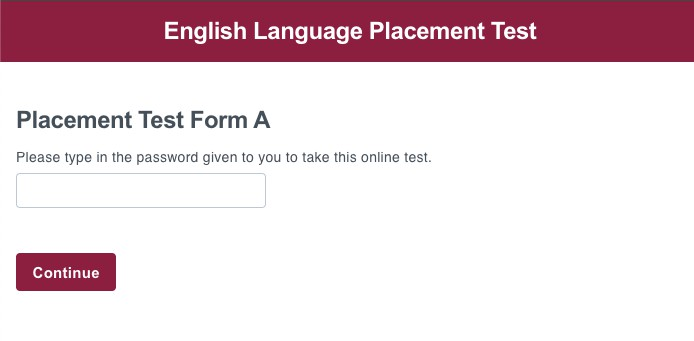 English Language Placement Test
Placement Test Form A
Please type in the password given to you to take this online test.
Continue